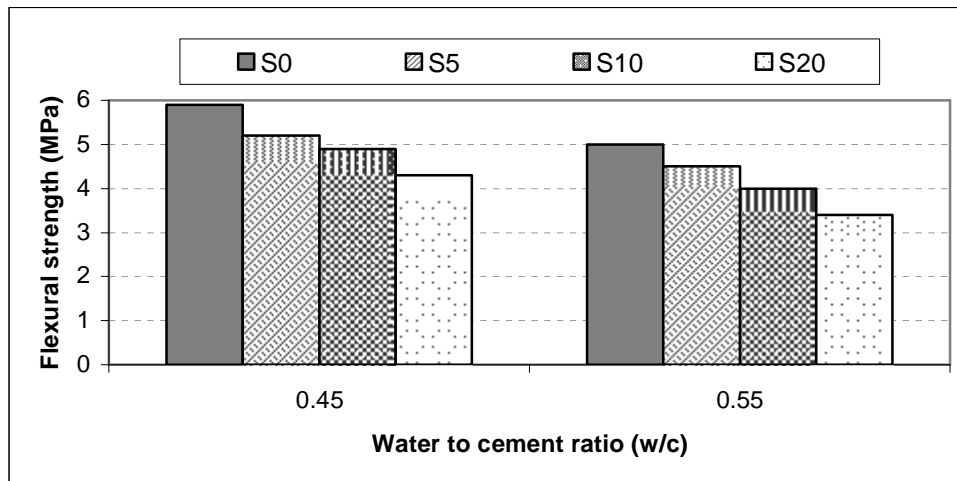 S0 S5 S10 S20
Flexural strength (MPa)
6
5
4
3
2
1
0
0.45 0.55
Water to cement ratio (w/c)